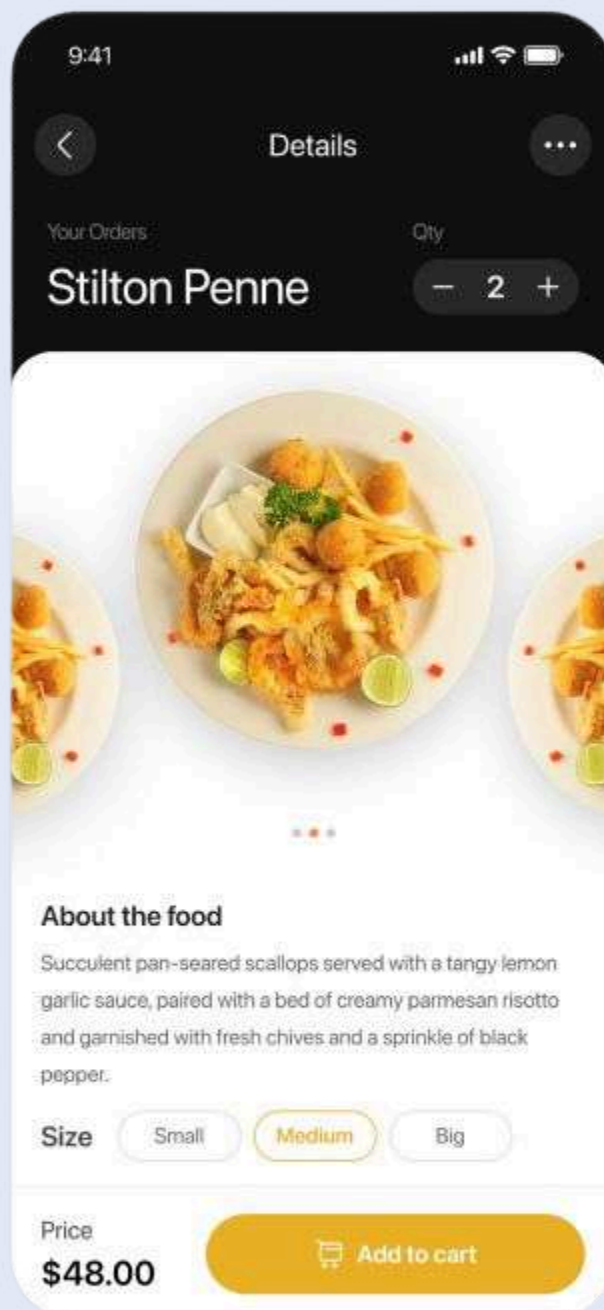 9:41
Details
Your Orders
Qty
Stilton Penne
2
About the food
Succulent pan-seared scallops served with a tangy lemon
garlic sauce, paired with a bed of creamy parmesan risotto
and garnished with fresh chives and a sprinkle of black
pepper.
Size
Small
Medium
Big
Price
$48.00
Add to cart